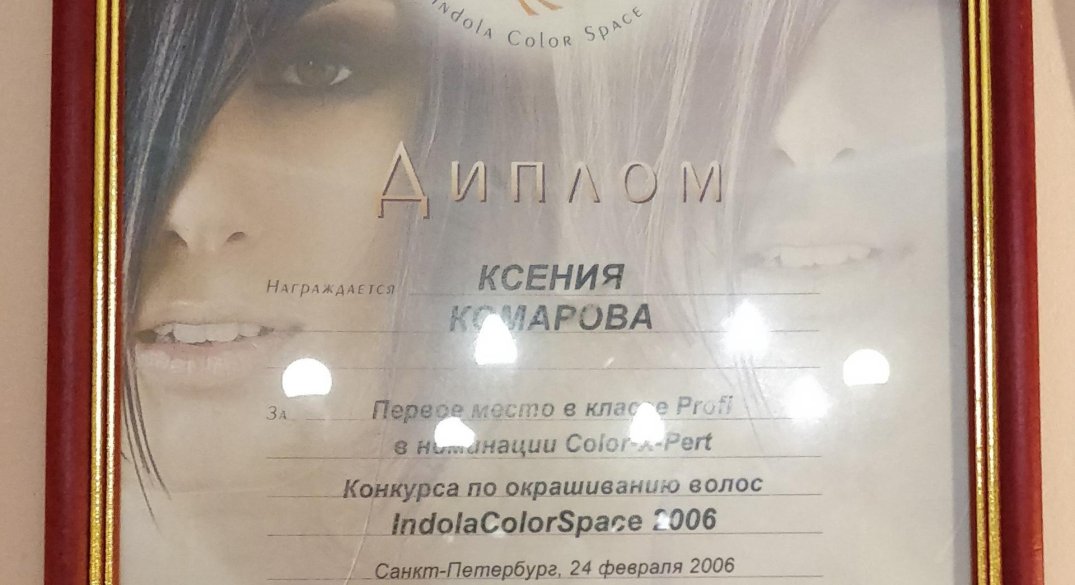 Indola Color Space
Диплом
Награждается КСЕНИЯ
КОМАРОВА
За Первое место в классе Profi
в номинации Color-X-Pert
Конкурса по окрашиванию волос
IndolaColorSpace 2006
Санкт-Петербург, 24 февраля 2006